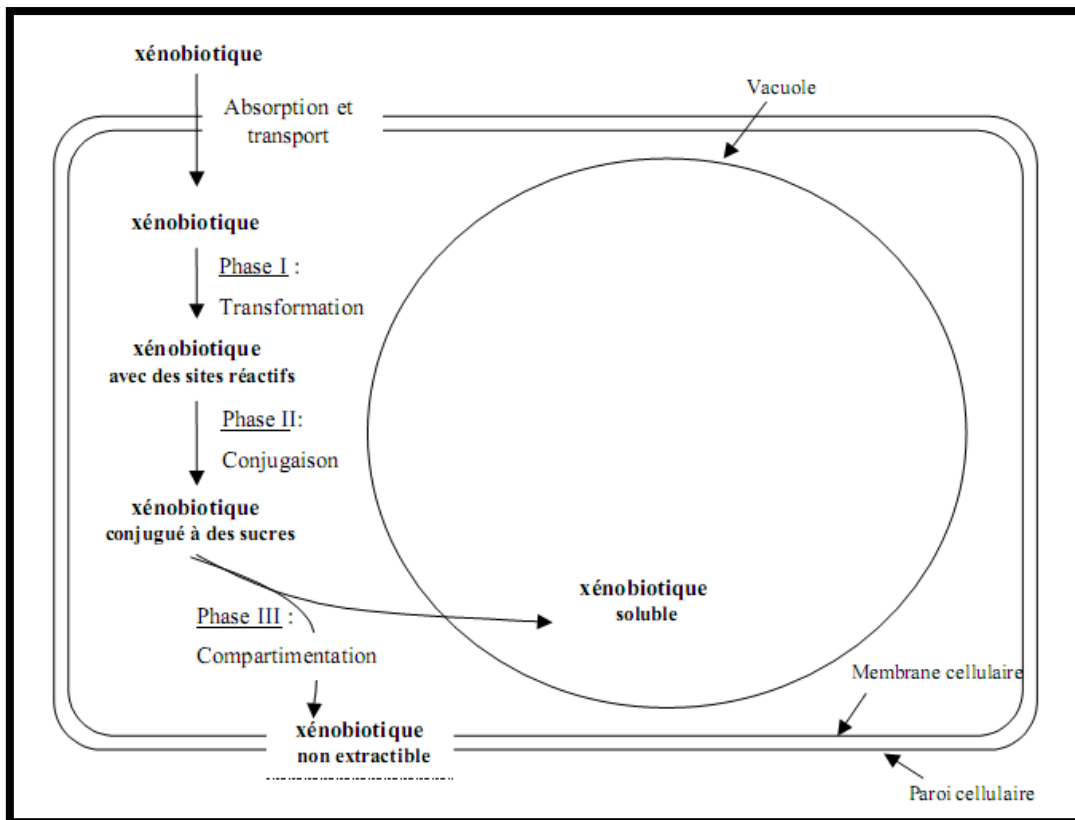 xénobiotique
Absorption et
transport
Vacuole
xénobiotique
Phase I :
Transformation
xénobiotique
avec des sites réactifs
Phase II:
Conjugaison
xénobiotique
conjugué à des sucres
xénobiotique
soluble
Phase III :
Compartimentation
Membrane cellulaire
xénobiotique
non extractible
Paroi cellulaire